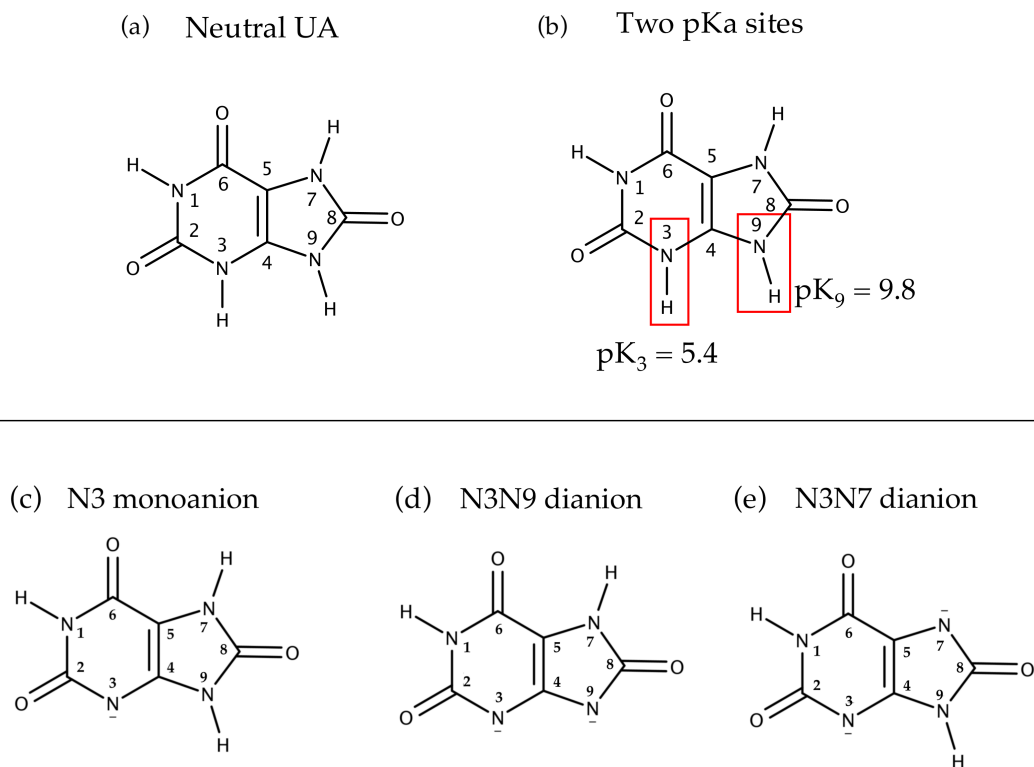 (a) Neutral UA
(b) Two pKa sites
O
H
H
N
1
2
3
4
5
6
N
7
8
9
O
O
N
N
H
H
O
H
H
N
1
2
3
4
5
6
N
7
8
9
O
O
N
N
H
H
pK9 = 9.8
pK3 = 5.4
(c) N3 monoanion
(d) N3N9 dianion
(e) N3N7 dianion
O
H
H
N
1
2
3
4
5
6
N
7
8
9
O
O
N
–
N
H
O
H
H
N
1
2
3
4
5
6
N
7
8
9
O
O
N
–
N
–
O
H
–
N
1
2
3
4
5
6
N
7
8
9
O
O
N
–
N
H